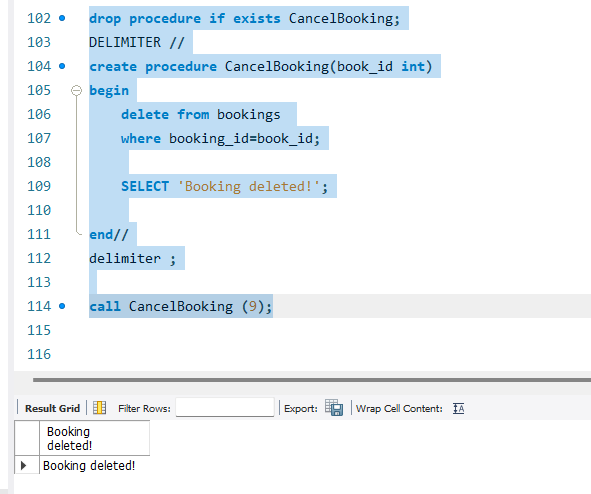 102 drop procedure if exists CancelBooking;
103 DELIMITER //
104 create procedure CancelBooking(book_id int)
105 begin
106 delete from bookings
107 where booking_id=book_id;
108
109 SELECT 'Booking deleted!';
110
111 end//
112 delimiter ;
113
114 call CancelBooking (9);
115
116
Result Grid Filter Rows: Export: Wrap Cell Content: IA
Booking
deleted!
Booking deleted!